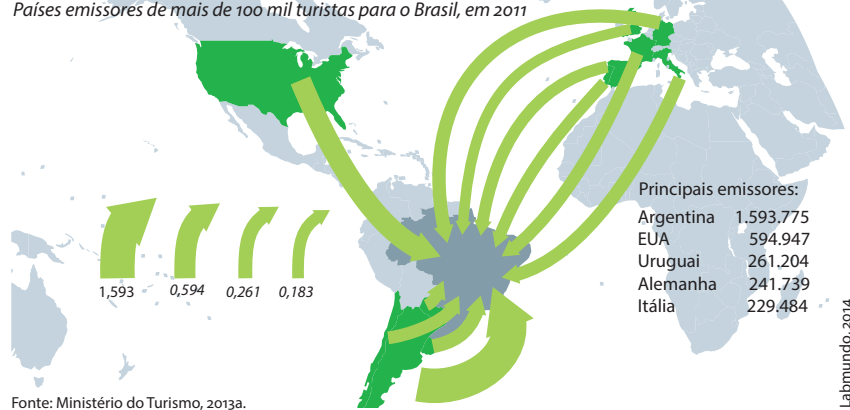 Países emissores de mais de 100 mil turistas para o Brasil, em 2011
Principais emissores:
Argentina 1.593.775
EUA 594.947
Uruguai 261.204
Alemanha 241.739
Itália 229.484
1,593 0,594 0,261 0,183
Labmundo, 2014
Fonte: Ministério do Turismo, 2013a.